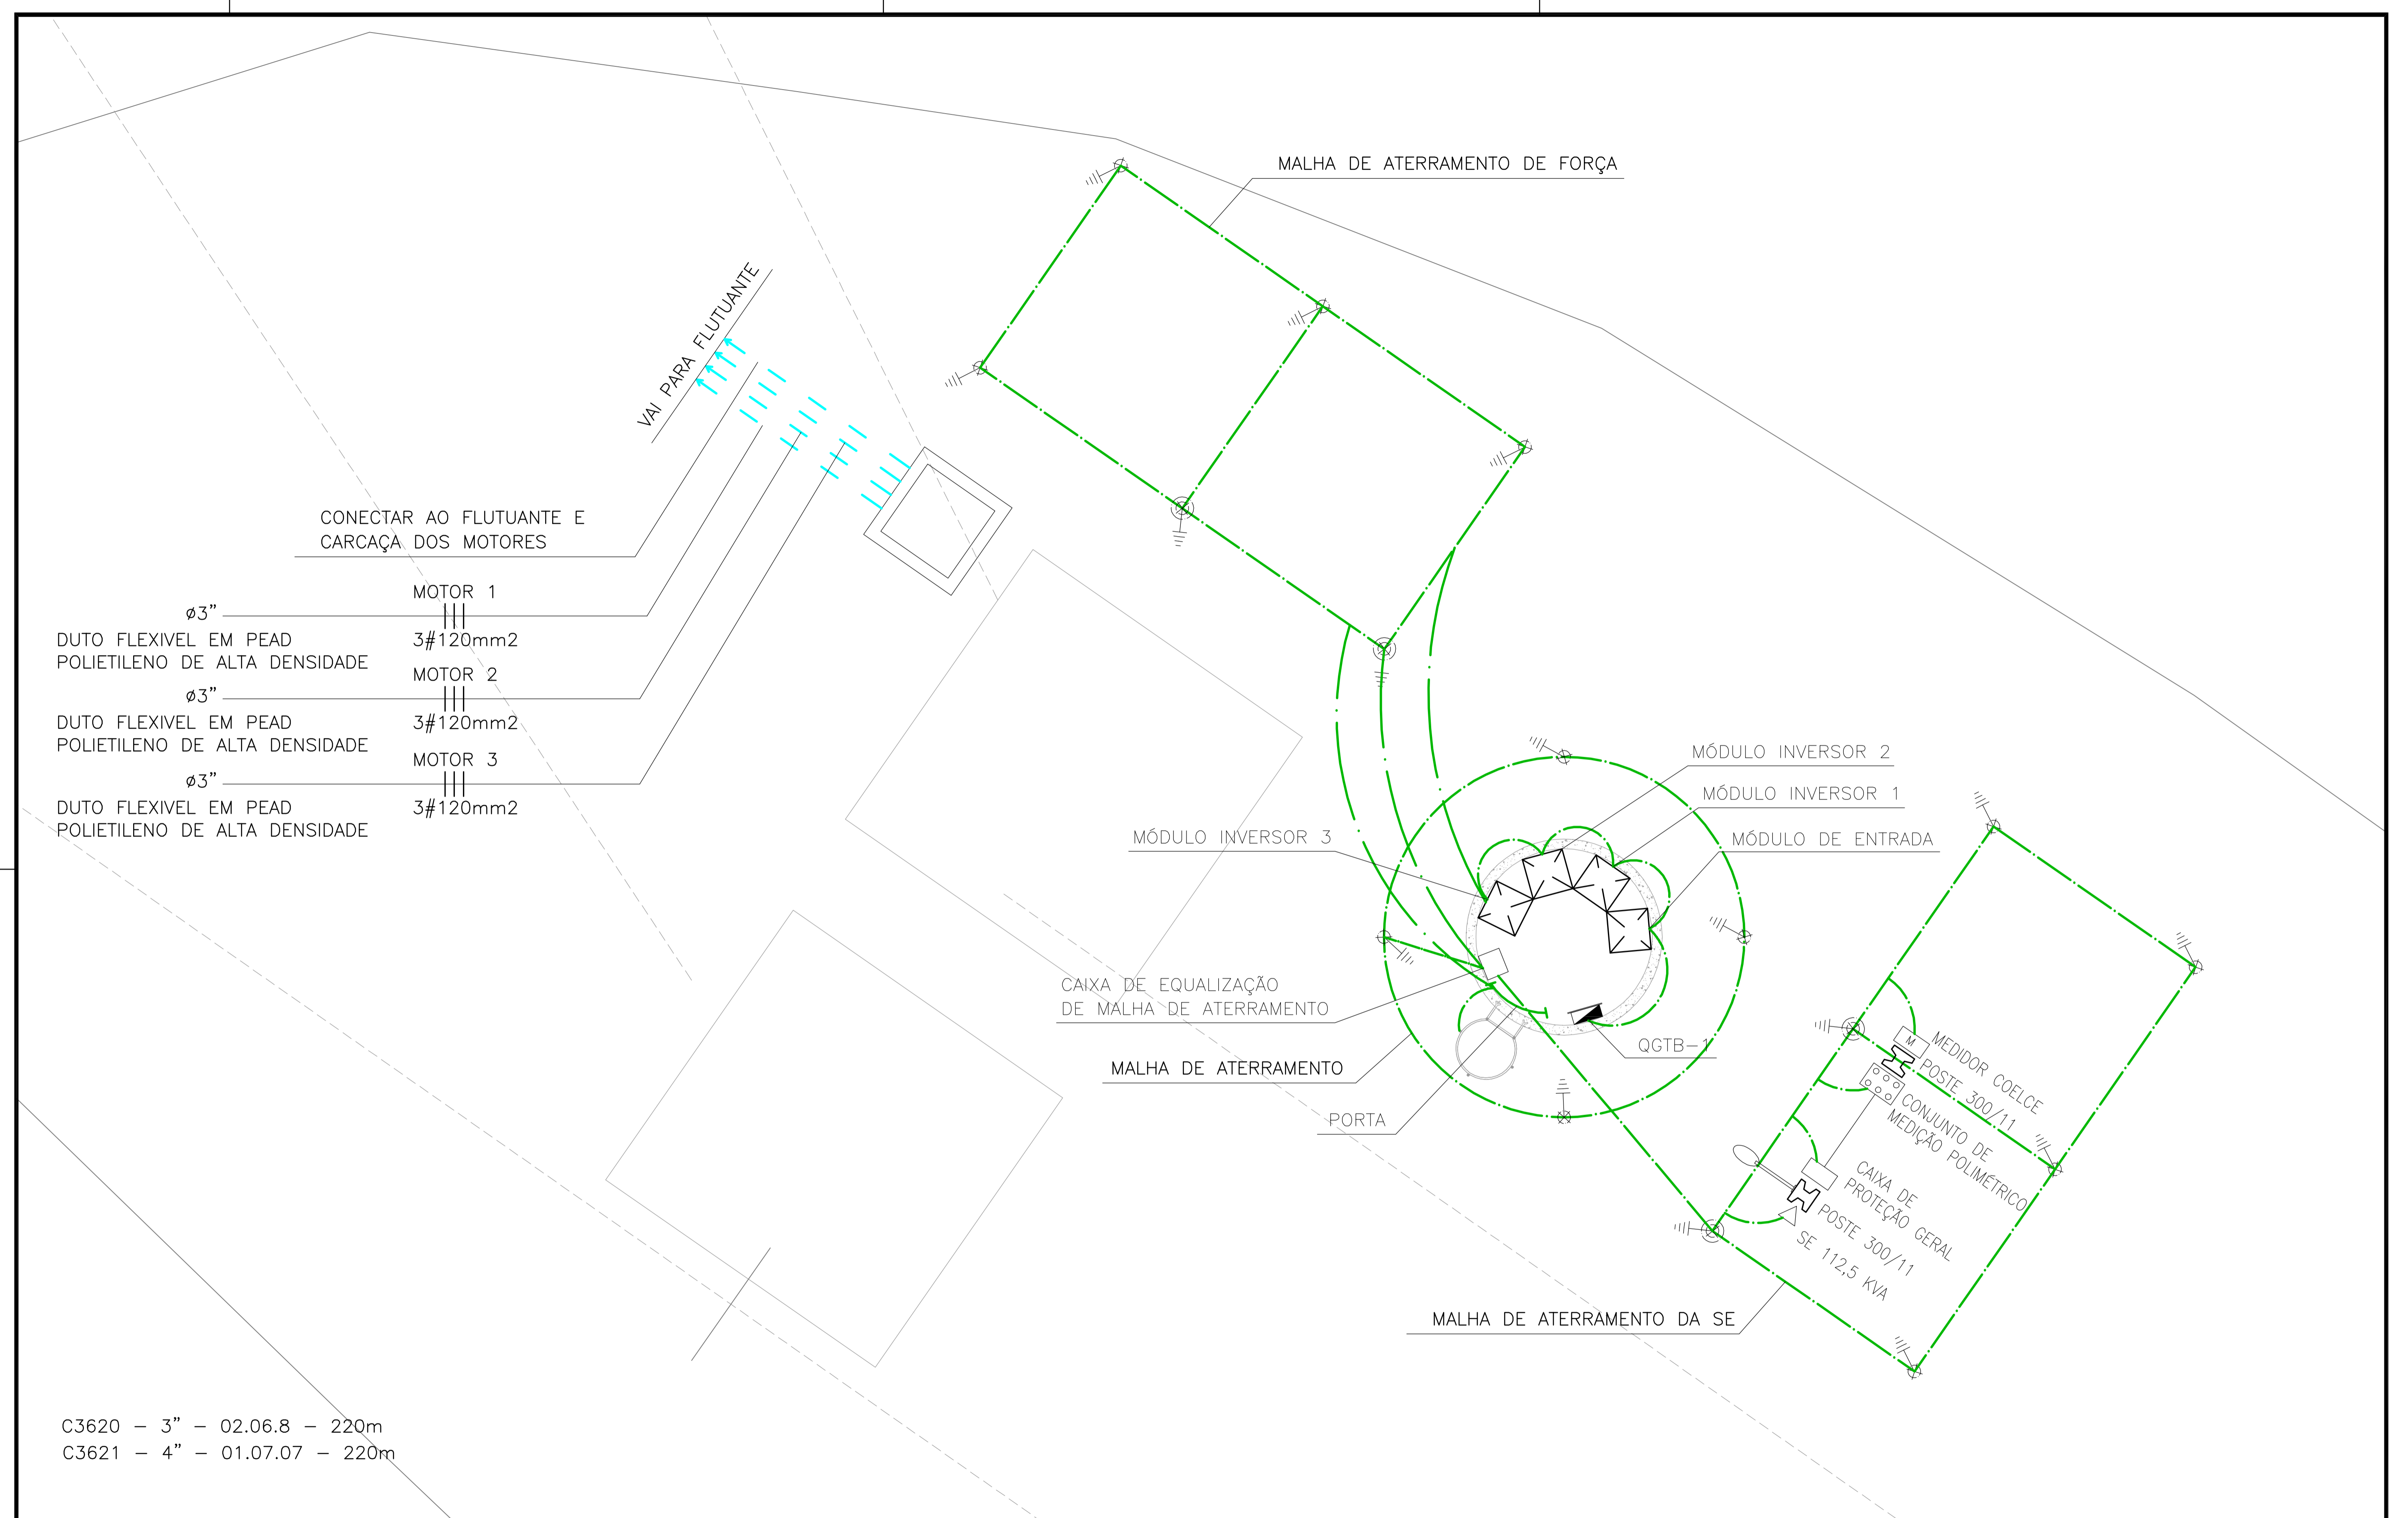 MALHA DE ATERRAMENTO DE FORÇA
VAI PARA FLUTUANTE
CONECTAR AO FLUTUANTE E
CARCAÇA DOS MOTORES
MOTOR 1
ø3"
DUTO FLEXIVEL EM PEAD
3#120mm2
POLIETILENO DE ALTA DENSIDADE
MOTOR 2
ø3"
DUTO FLEXIVEL EM PEAD
3#120mm2
POLIETILENO DE ALTA DENSIDADE
MOTOR 3
ø3"
DUTO FLEXIVEL EM PEAD
3#120mm2
POLIETILENO DE ALTA DENSIDADE
MÓDULO INVERSOR 2
MÓDULO INVERSOR 1
MÓDULO INVERSOR 3
MÓDULO DE ENTRADA
CAIXA DE EQUALIZAÇÃO
DE MALHA DE ATERRAMENTO
MALHA DE ATERRAMENTO
QGTB-1
PORTA
M
MEDIDOR COELCE
POSTE 300/11
CONJUNTO DE
MEDIÇÃO POLIMÉTRICO
CAIXA DE
PROTEÇÃO GERAL
POSTE 300/11
SE 112,5 KVA
MALHA DE ATERRAMENTO DA SE
C3620 - 3" - 02.06.8 - 220m
C3621 - 4" - 01.07.07 - 220m